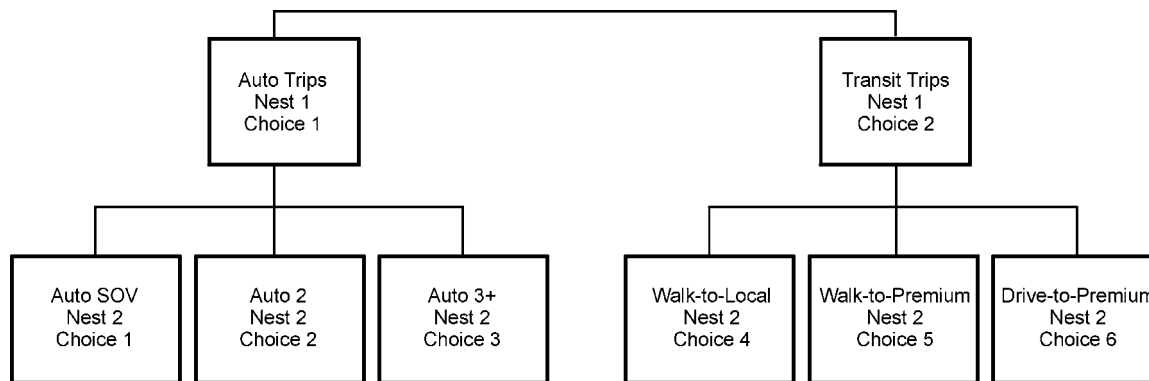 Auto Trips
Nest 1
Choice 1
Transit Trips
Nest 1
Choice 2
Auto SOV
Nest 2
Choice 1
Auto 2
Nest 2
Choice 2
Auto 3+
Nest 2
Choice 3
Walk-to-Local
Nest 2
Choice 4
Walk-to-Premium
Nest 2
Choice 5
Drive-to-Premium
Nest 2
Choice 6